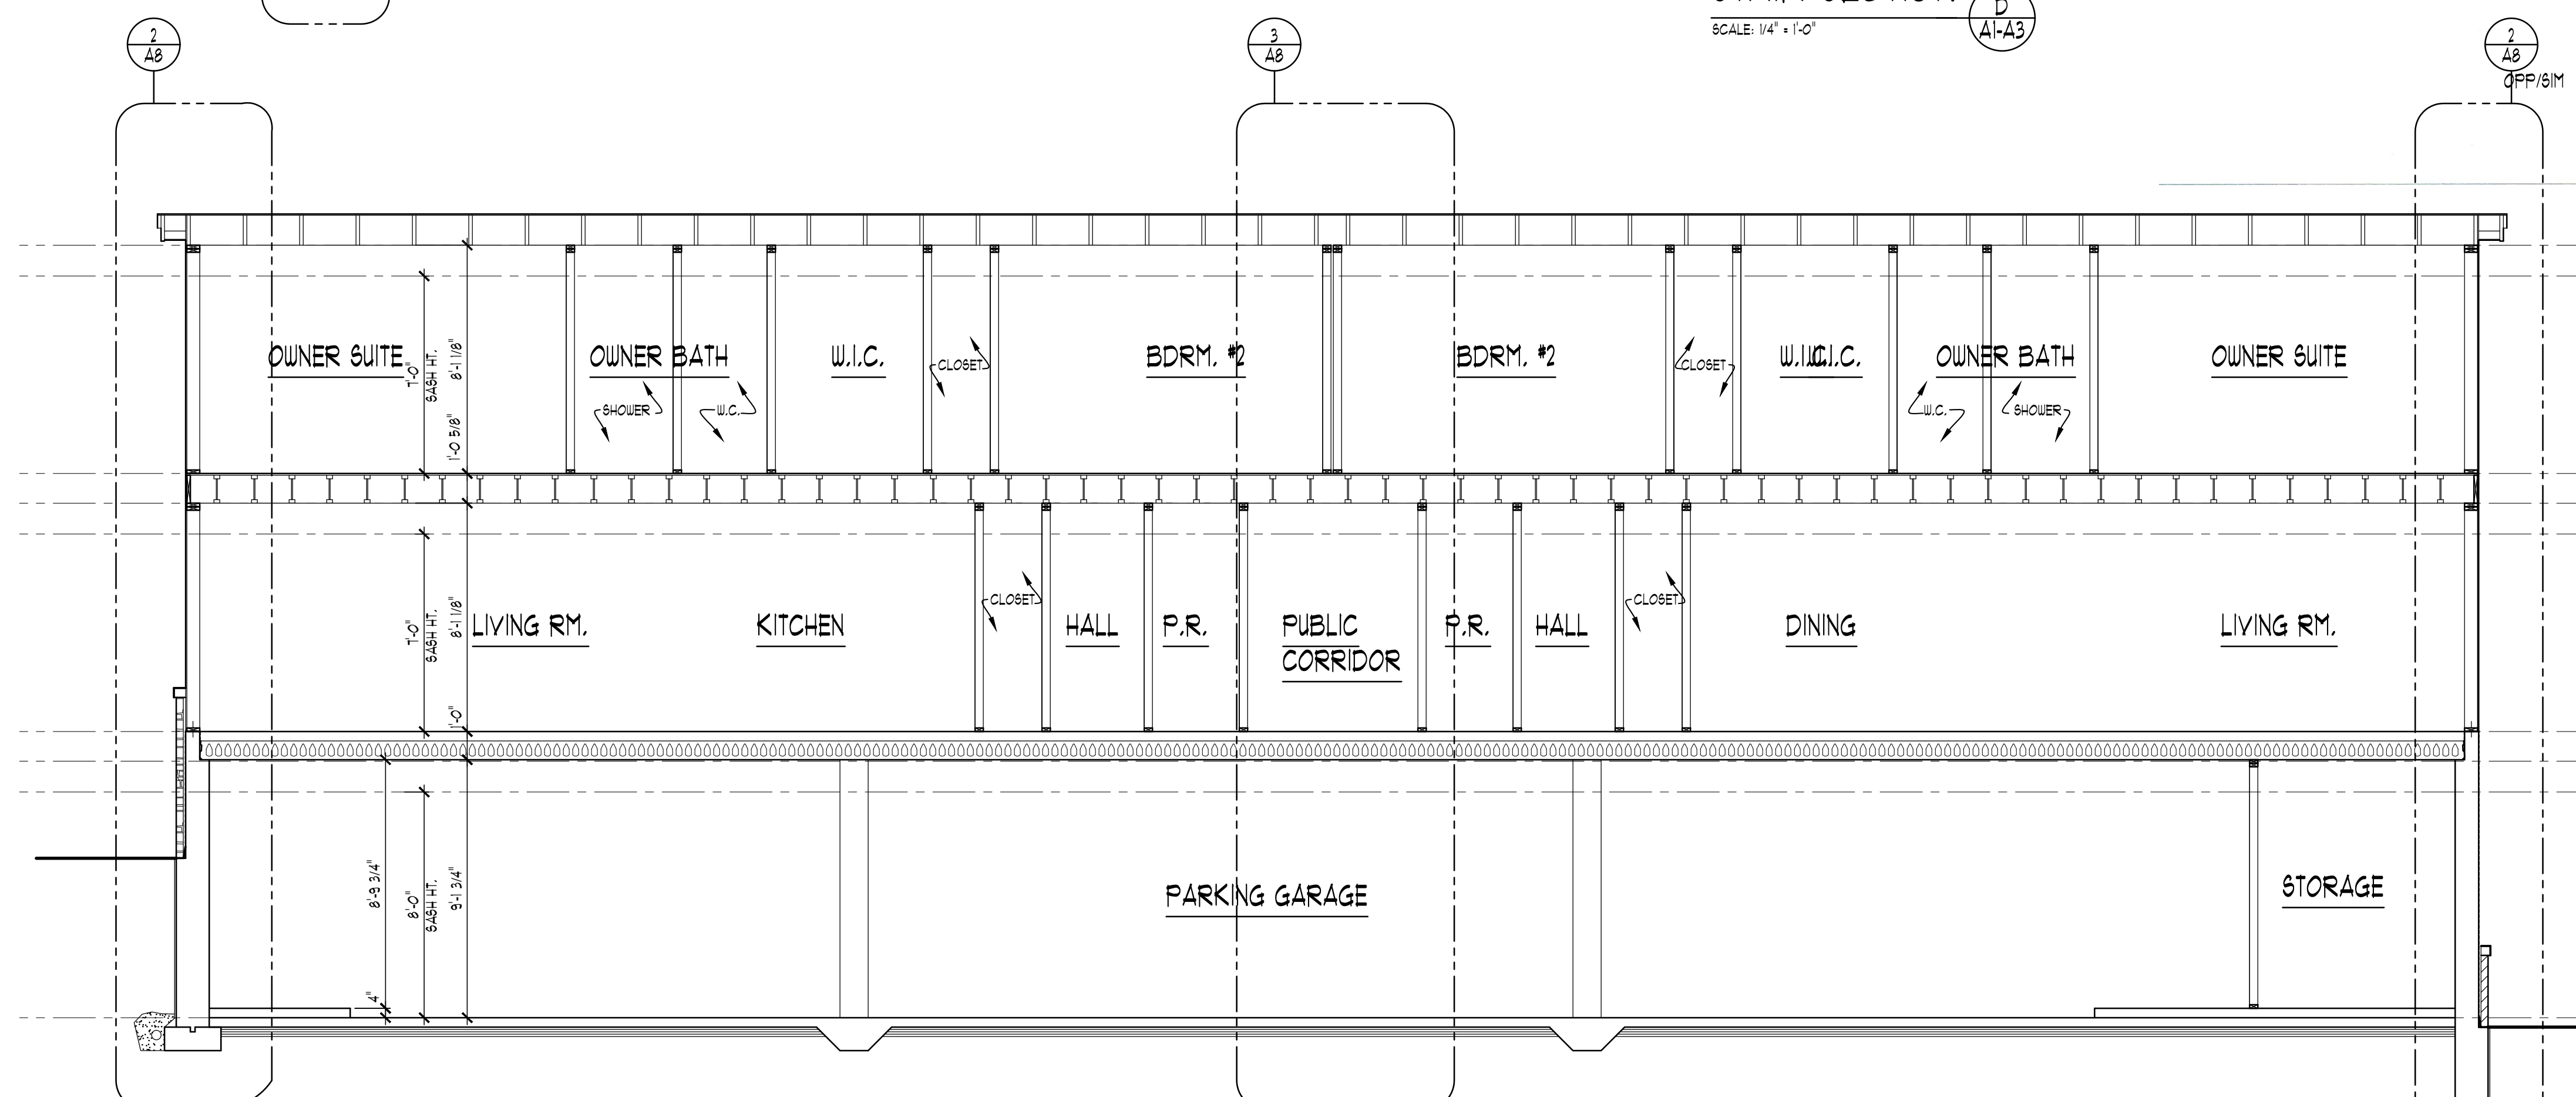 D
A1-A3
SCALE: 1/4" = 1'-0"
2
A8
3
A8
2
A8
OPP/SIM
OWNER SUITE
7'-0"
SASH HT.
8'-1 1/8"
1'-0 5/8"
OWNER BATH
SHOWER
W.C.
W.I.C.
CLOSET
BDRM. #2
BDRM. #2
CLOSET
W.I.C.
W.I.C.
OWNER BATH
W.C.
SHOWER
OWNER SUITE
7'-0"
SASH HT.
8'-1 1/8"
1'-0"
LIVING RM.
KITCHEN
CLOSET
HALL
P.R.
PUBLIC
CORRIDOR
P.R.
HALL
CLOSET
DINING
LIVING RM.
8'-9 3/4"
4"
8'-0"
SASH HT.
9'-1 3/4"
PARKING GARAGE
STORAGE